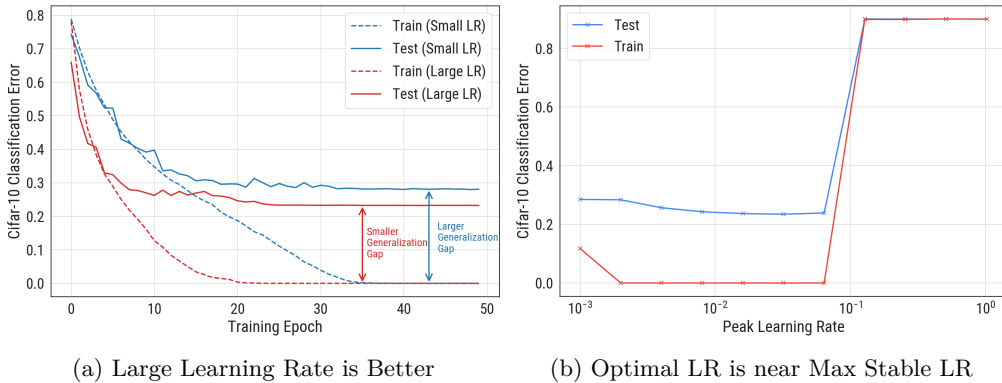 Train (Small LR)
Test (Small LR)
Train (Large LR)
Test (Large LR)
Cifar-10 Classification Error
0.8
0.7
0.6
0.5
0.4
0.3
0.2
0.1
0.0
Smaller
Generalization
Gap
Larger
Generalization
Gap
0 10 20 30 40 50
Training Epoch
(a) Large Learning Rate is Better
Test
Train
Cifar-10 Classification Error
0.8
0.6
0.4
0.2
0.0
10⁻³ 10⁻² 10⁻¹ 10⁰
Peak Learning Rate
(b) Optimal LR is near Max Stable LR